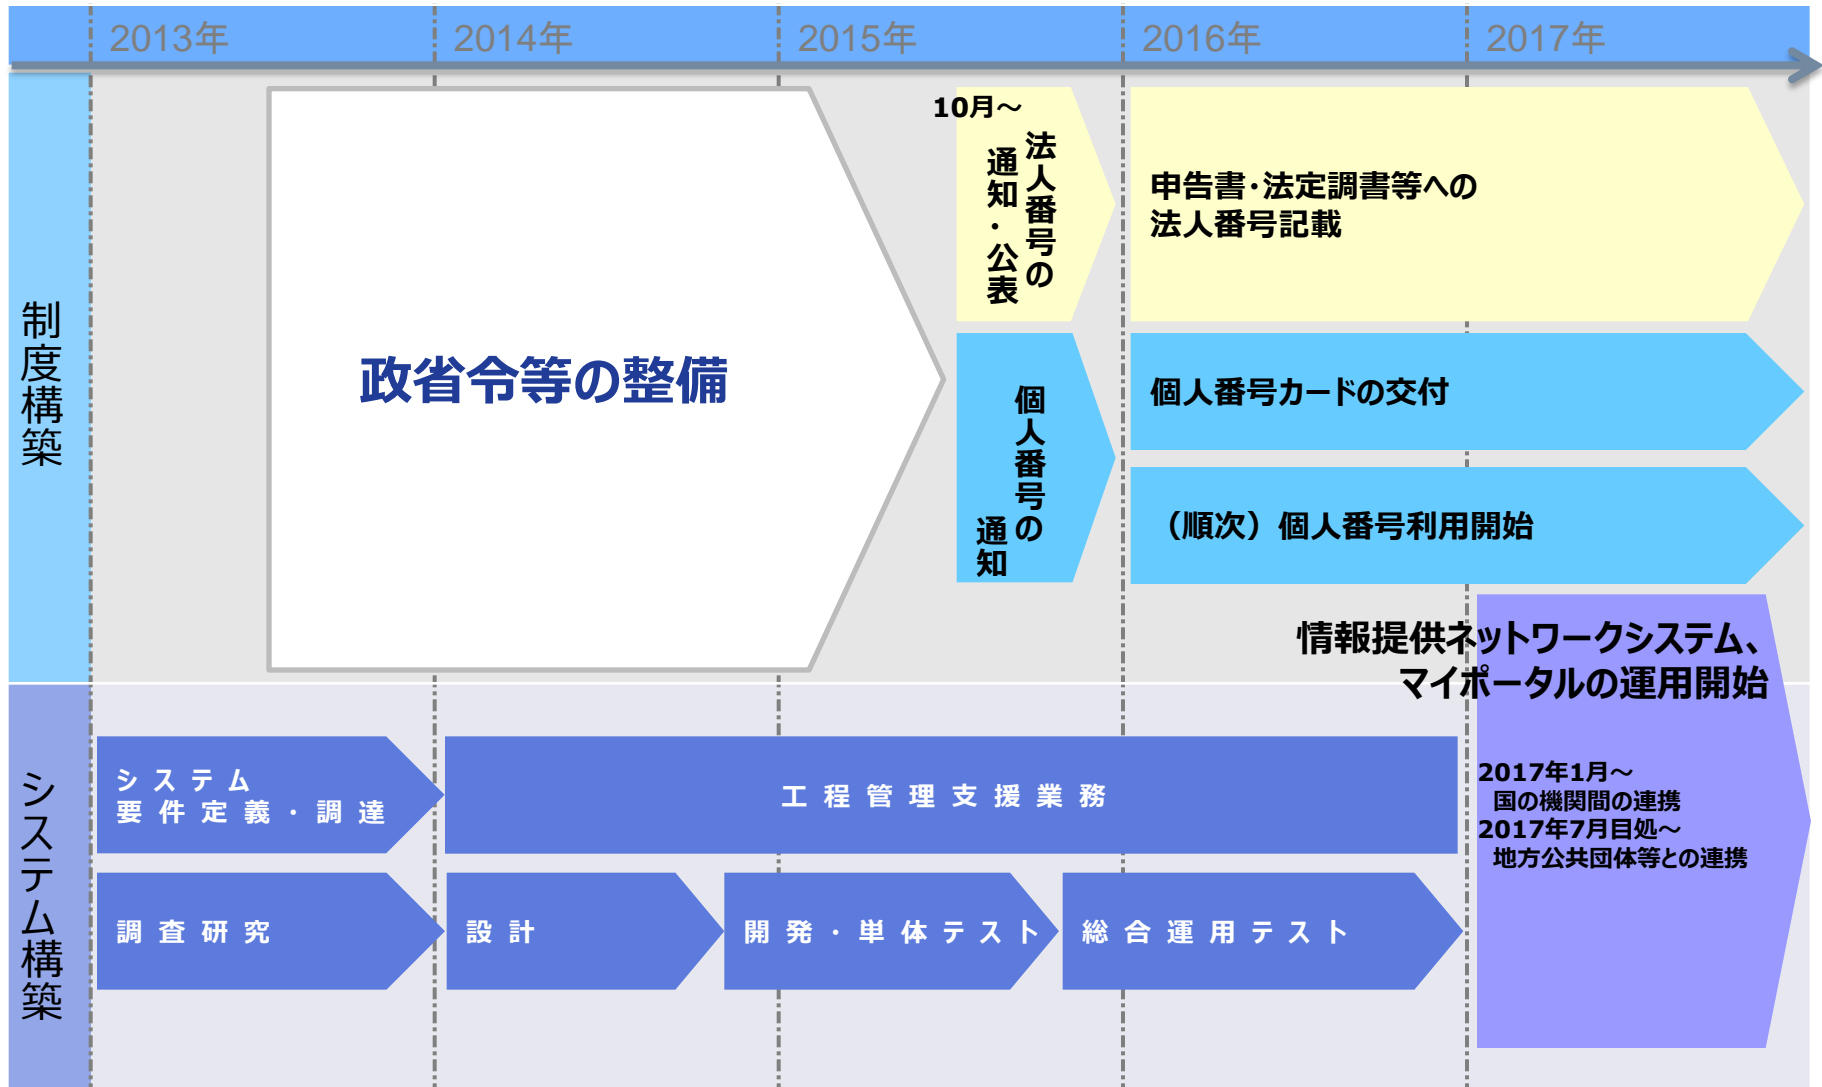 2013年
2014年
2015年
2016年
2017年
制度構築
政省令等の整備
10月～
法人番号の
通知・公表
申告書・法定調書等への
法人番号記載
個人番号の
通知
個人番号カードの交付
（順次）個人番号利用開始
情報提供ネットワークシステム、
マイポータルの運用開始
2017年1月～
国の機関間の連携
2017年7月目処～
地方公共団体等との連携
システム構築
システム
要件定義・調達
工程管理支援業務
調査研究
設計
開発・単体テスト
総合運用テスト